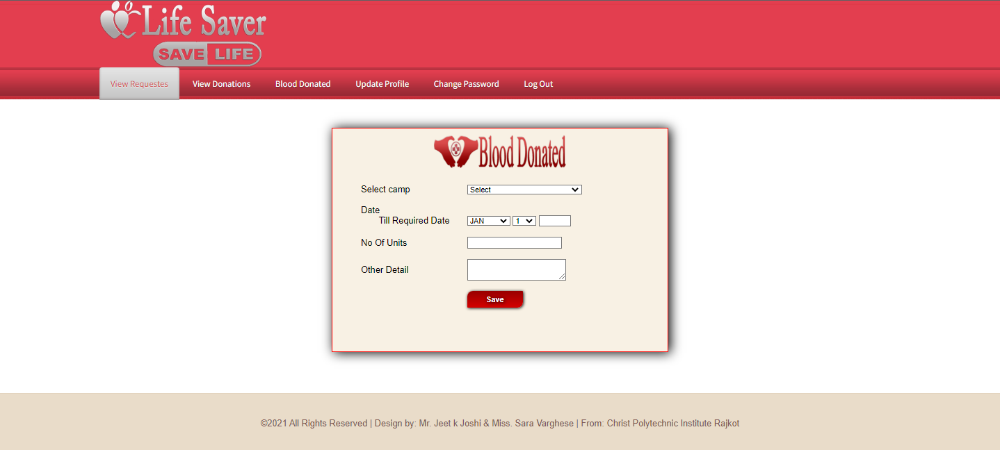 Life Saver
SAVE LIFE
View Requestes View Donations Blood Donated Update Profile Change Password Log Out
Blood Donated
Select camp Select
Date
Till Required Date JAN 1
No Of Units
Other Detail
Save
©2021 All Rights Reserved | Design by: Mr. Jeet k Joshi & Miss. Sara Varghese | From: Christ Polytechnic Institute Rajkot